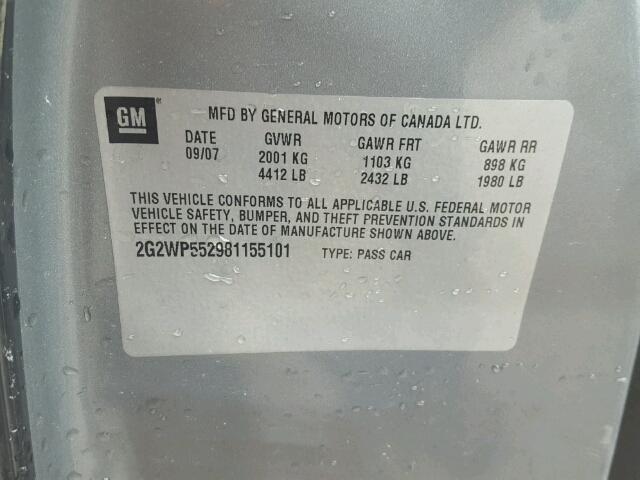 GM
MFD BY GENERAL MOTORS OF CANADA LTD.
DATE GVWR GAWR FRT GAWR RR
09/07 2001 KG 1103 KG 898 KG
4412 LB 2432 LB 1980 LB
THIS VEHICLE CONFORMS TO ALL APPLICABLE U.S. FEDERAL MOTOR
VEHICLE SAFETY, BUMPER, AND THEFT PREVENTION STANDARDS IN
EFFECT ON THE DATE OF MANUFACTURE SHOWN ABOVE.
2G2WP552981155101 TYPE: PASS CAR